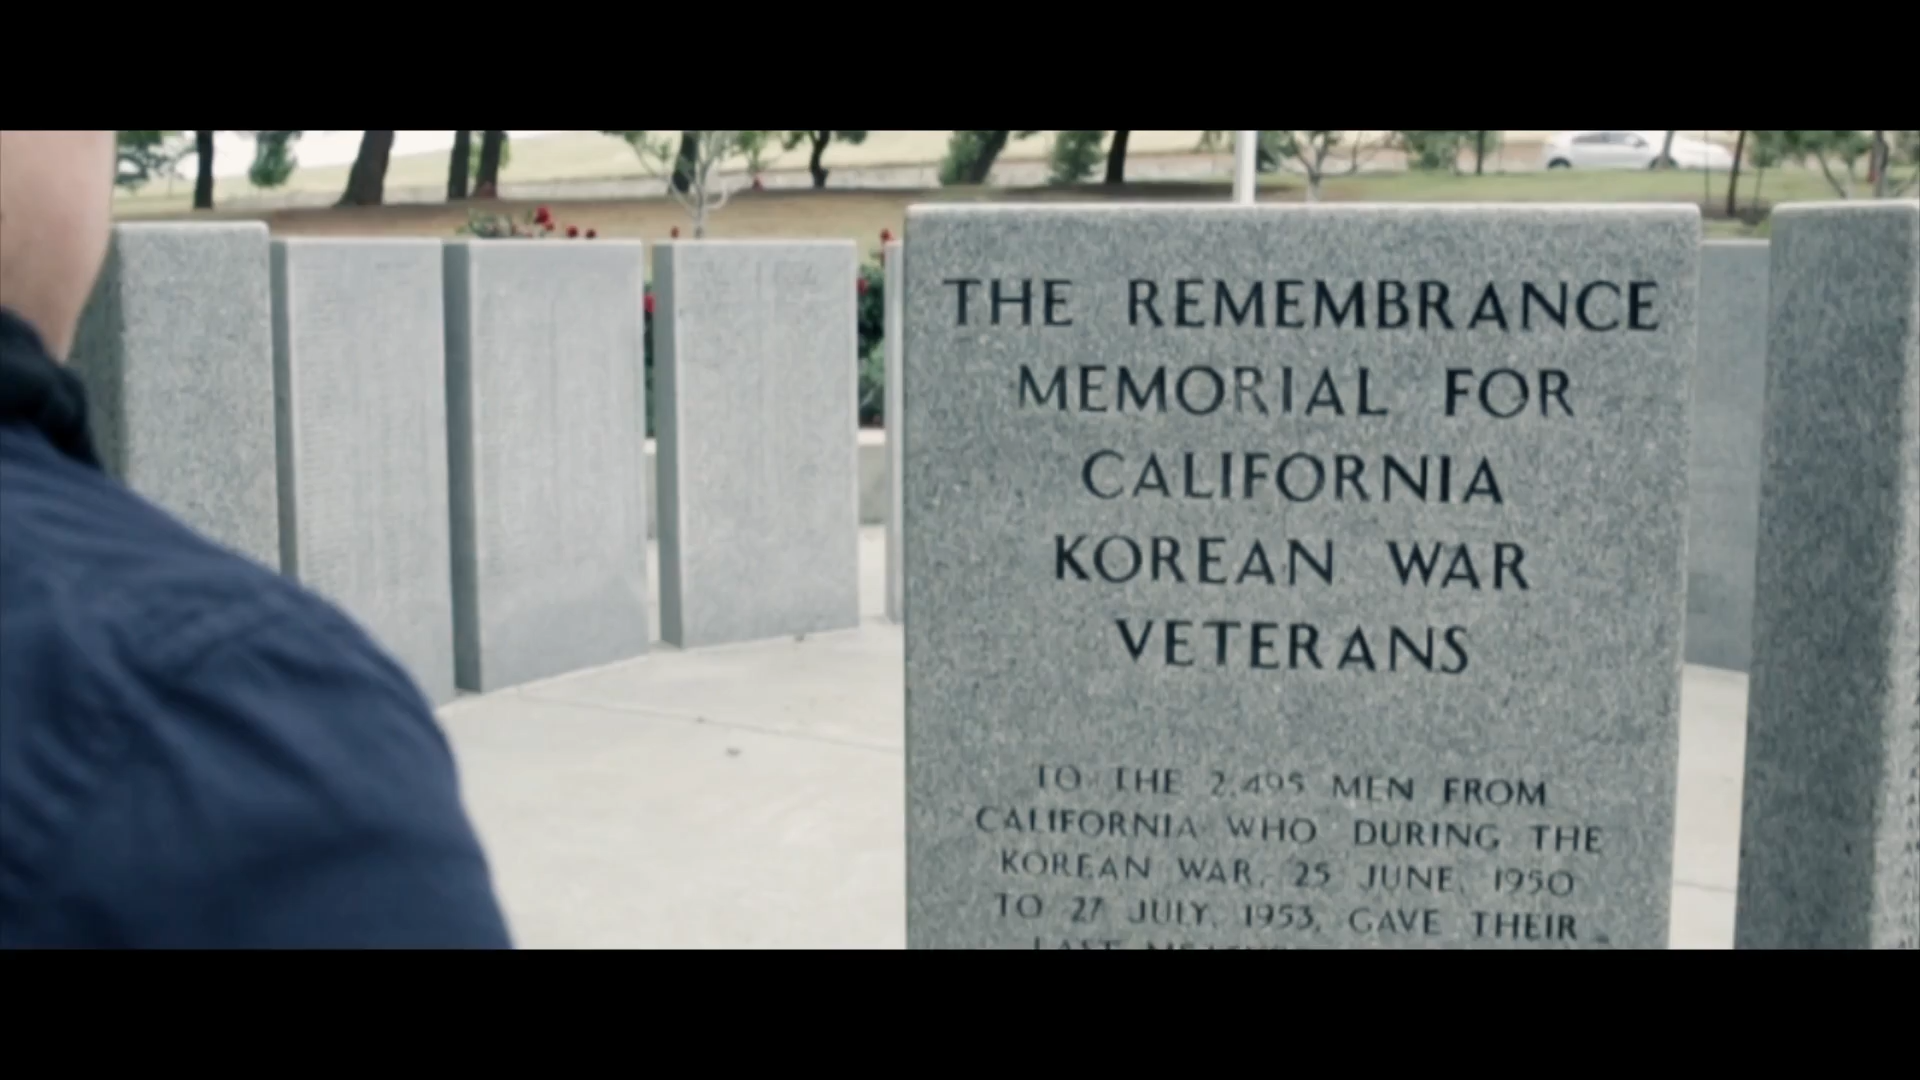 THE REMEMBRANCE
MEMORIAL FOR
CALIFORNIA
KOREAN WAR
VETERANS
TO THE 2,495 MEN FROM
CALIFORNIA WHO DURING THE
KOREAN WAR, 25 JUNE, 1950
TO 27 JULY, 1953, GAVE THEIR
LAST